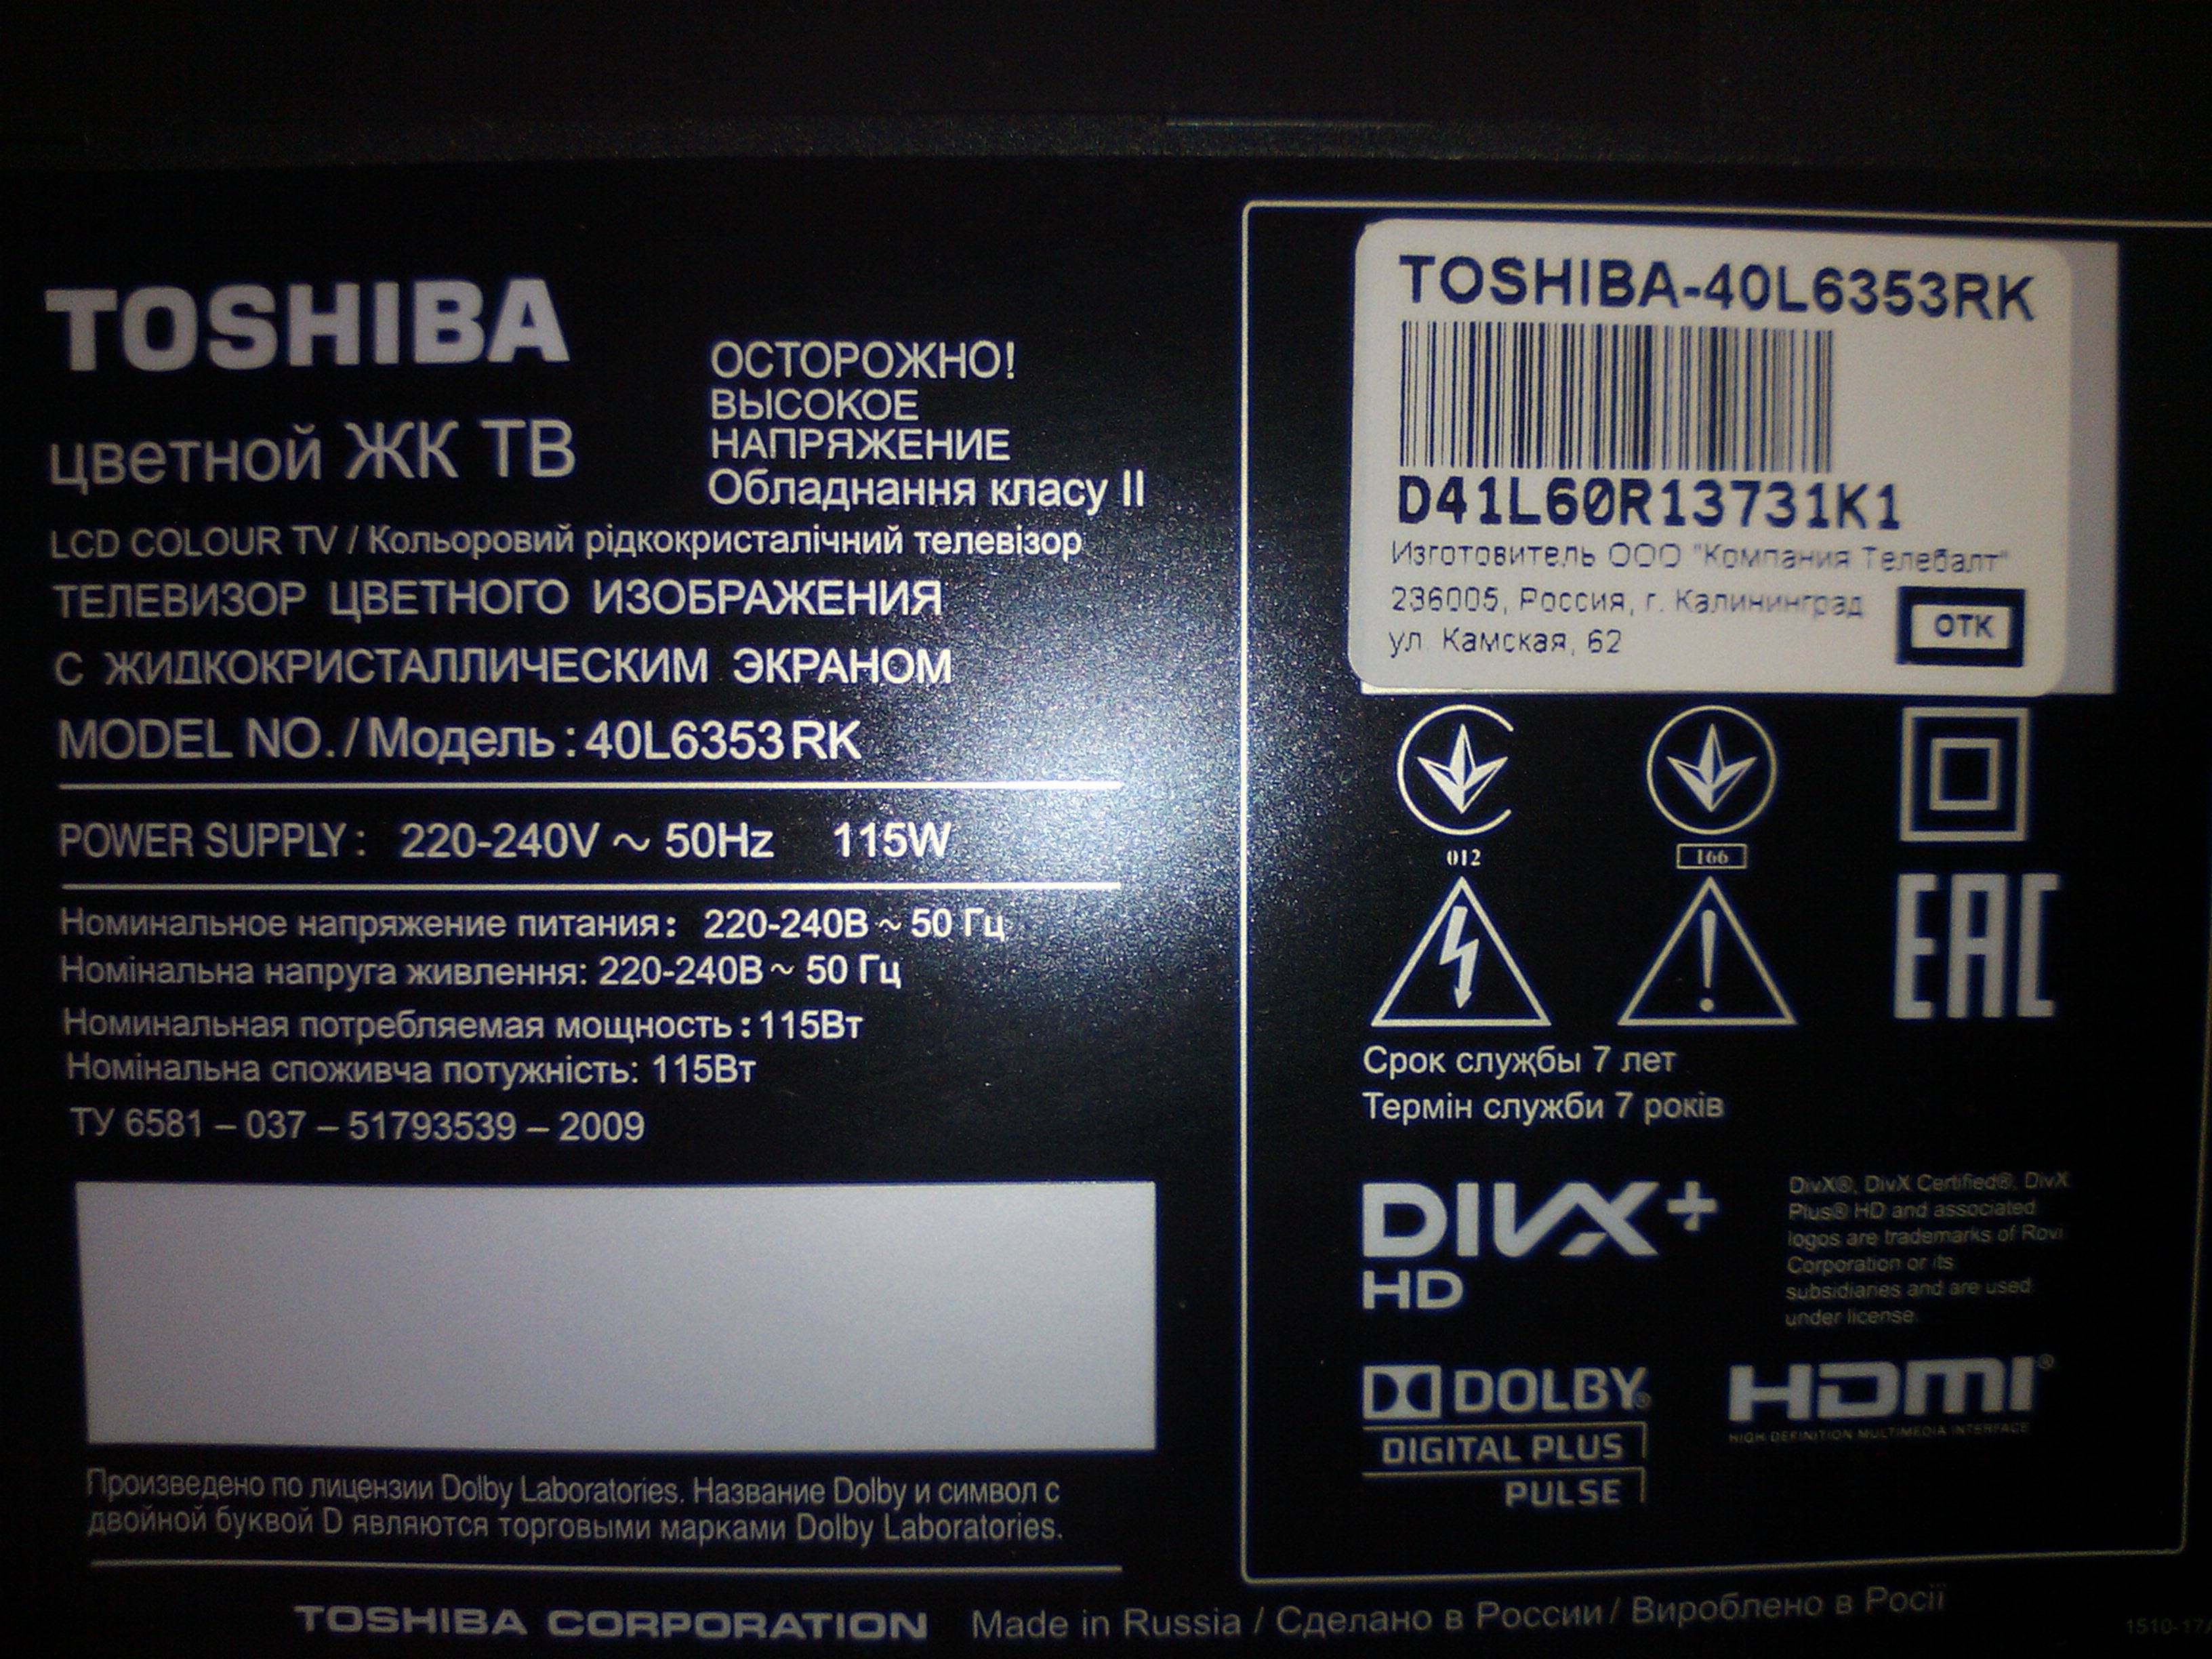 TOSHIBA
цветной ЖК ТВ
ОСТОРОЖНО!
ВЫСОКОЕ
НАПРЯЖЕНИЕ
Обладнання класу II
LCD COLOUR TV / Кольоровий рідкокристалічний телевізор
ТЕЛЕВИЗОР ЦВЕТНОГО ИЗОБРАЖЕНИЯ
С ЖИДКОКРИСТАЛЛИЧЕСКИМ ЭКРАНОМ
MODEL NO. / Модель : 40L6353RK
POWER SUPPLY : 220-240V ~ 50Hz 115W
Номинальное напряжение питания : 220-240В ~ 50 Гц
Номінальна напруга живлення: 220-240В ~ 50 Гц
Номинальная потребляемая мощность : 115Вт
Номінальна споживча потужність: 115Вт
ТУ 6581 – 037 – 51793539 – 2009
Произведено по лицензии Dolby Laboratories. Название Dolby и символ с
двойной буквой D являются торговыми марками Dolby Laboratories.
TOSHIBA-40L6353RK
D41L60R13731K1
Изготовитель ООО "Компания Телебалт"
236005, Россия, г. Калининград
ул. Камская, 62
ОТК
012
166
EAC
Срок службы 7 лет
Термін служби 7 років
DIVX+
HD
DivX®, DivX Certified®, DivX
Plus® HD and associated
logos are trademarks of Rovi
Corporation or its
subsidiaries and are used
under license.
DOLBY®
DIGITAL PLUS
PULSE
HDMI®
HIGH DEFINITION MULTIMEDIA INTERFACE
TOSHIBA CORPORATION Made in Russia / Сделано в России / Вироблено в Росії